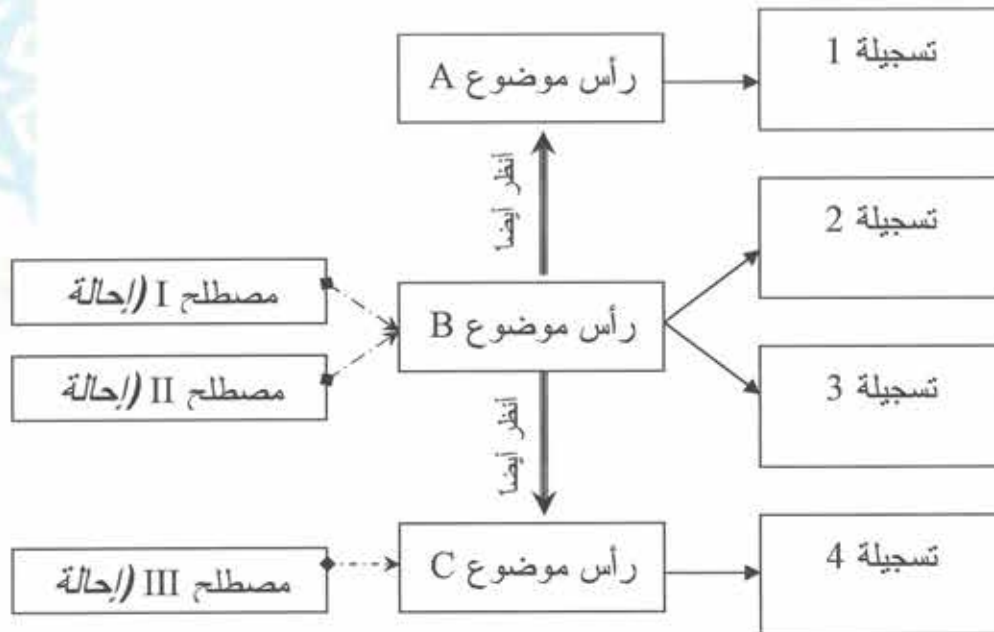 تسجيلة 1
رأس موضوع A
أنظر أيضا
تسجيلة 2
مصطلح I (إحالة
رأس موضوع B
مصطلح II (إحالة
تسجيلة 3
أنظر أيضا
رأس موضوع C
تسجيلة 4
مصطلح III (إحالة